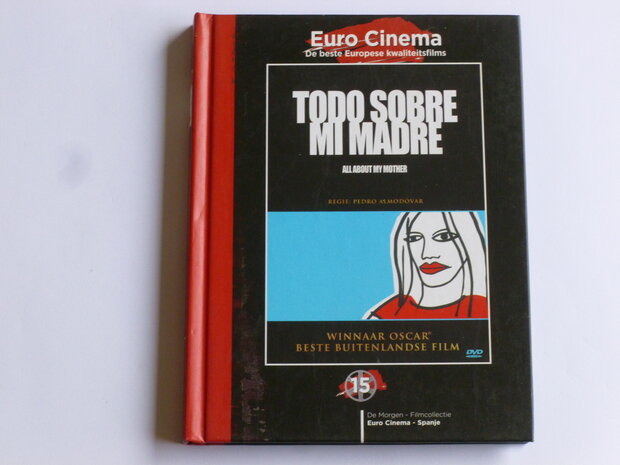 Euro Cinema
De beste Europese kwaliteitsfilms
TODO SOBRE
MI MADRE
ALL ABOUT MY MOTHER
REGIE: PEDRO ALMODOVAR
WINNAAR OSCAR®
BESTE BUITENLANDSE FILM
DVD
15
De Morgen - Filmcollectie
Euro Cinema - Spanje